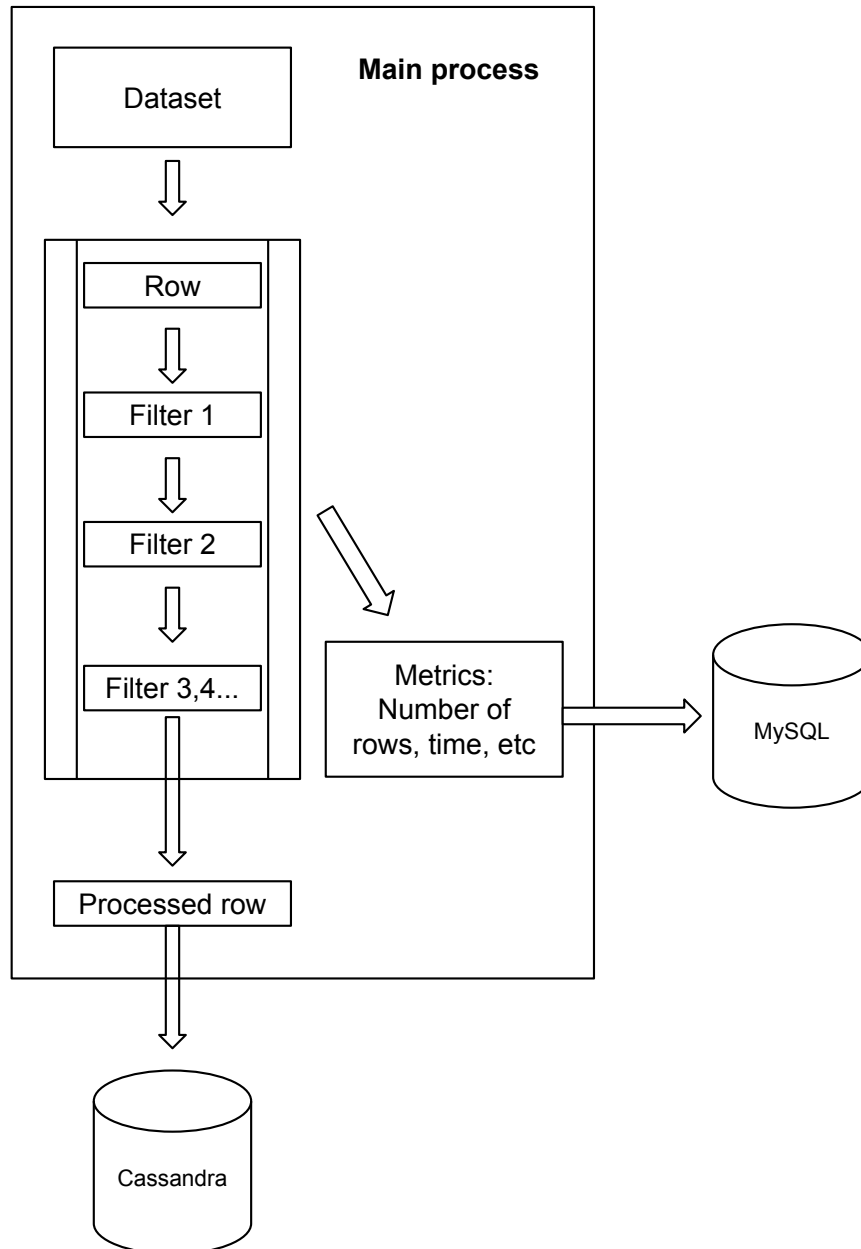 Main process
Dataset
Row
Filter 1
Filter 2
Filter 3,4...
Metrics:
Number of
rows, time, etc
MySQL
Processed row
Cassandra